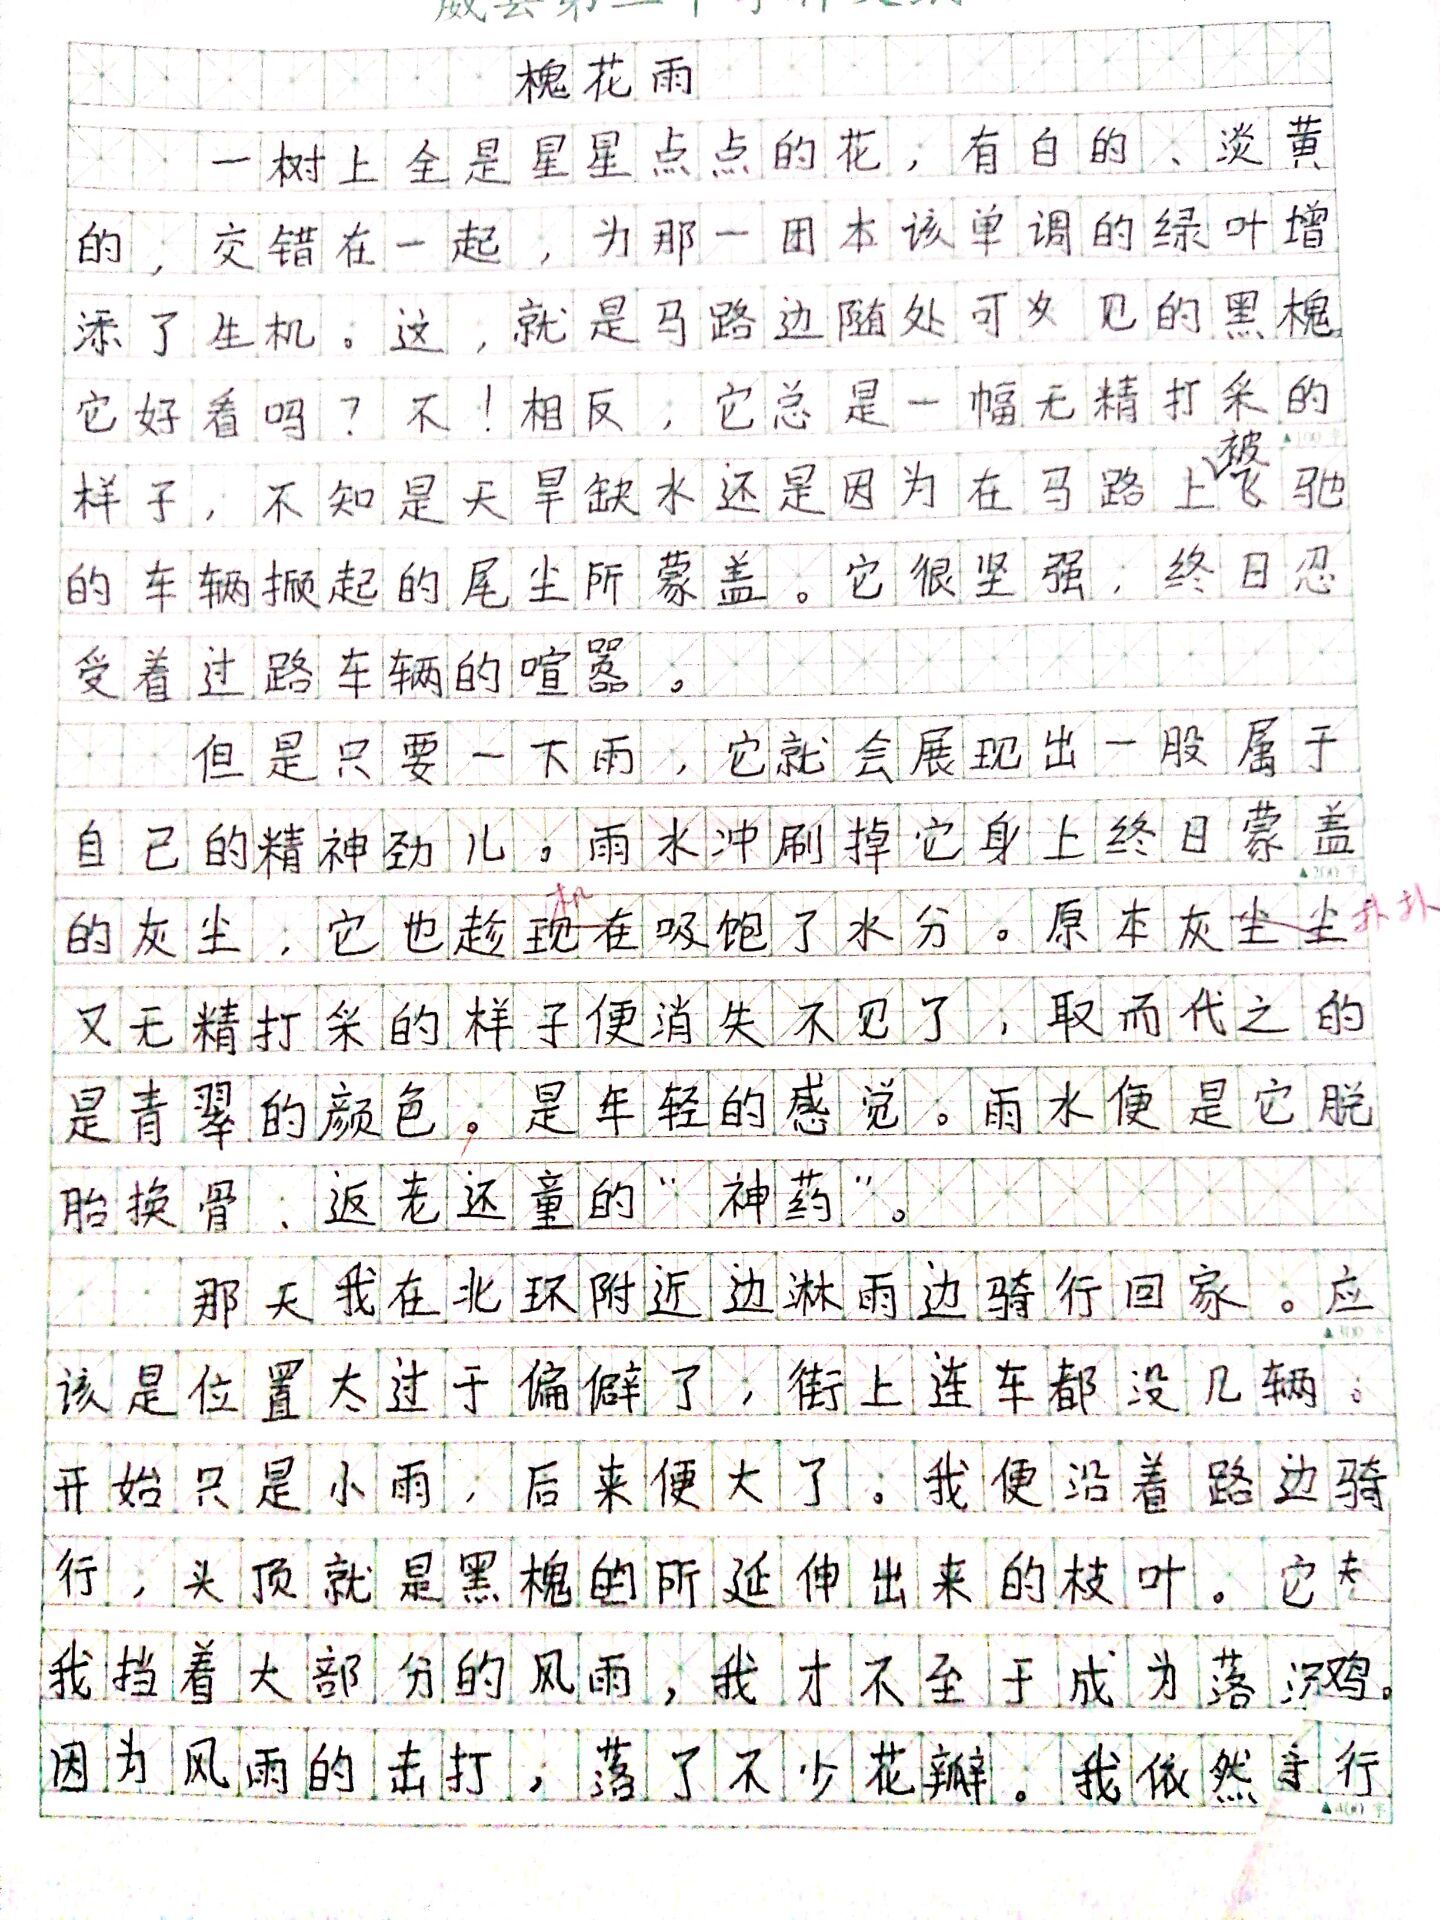 槐花雨
一树上全是星星点点的花，有白的、淡黄
的，交错在一起，为那一团本该单调的绿叶增
添了生机。这，就是马路边随处可见的黑槐。
它好看吗？不！相反，它总是一幅无精打采的
样子，不知是天旱缺水还是因为在马路上被飞驰
的车辆掀起的尾尘所蒙盖。它很坚强，终日忍
受着过路车辆的喧嚣。
但是只要一下雨，它就会展现出一股属于
自己的精神劲儿。雨水冲刷掉它身上终日蒙盖
的灰尘，它也趁现在吸饱了水分。原本灰尘尘
机
扑扑
又无精打采的样子便消失不见了，取而代之的
是青翠的颜色。是年轻的感觉。雨水便是它脱
胎换骨、返老还童的“神药”。
那天我在北环附近边淋雨边骑行回家。应
该是位置太过于偏僻了，街上连车都没几辆。
开始只是小雨，后来便大了。我便沿着路边骑
行，头顶就是黑槐的所延伸出来的枝叶。它
我挡着大部分的风雨，我才不至于成为落汤鸡。
因为风雨的击打，落了不少花瓣。我依然行